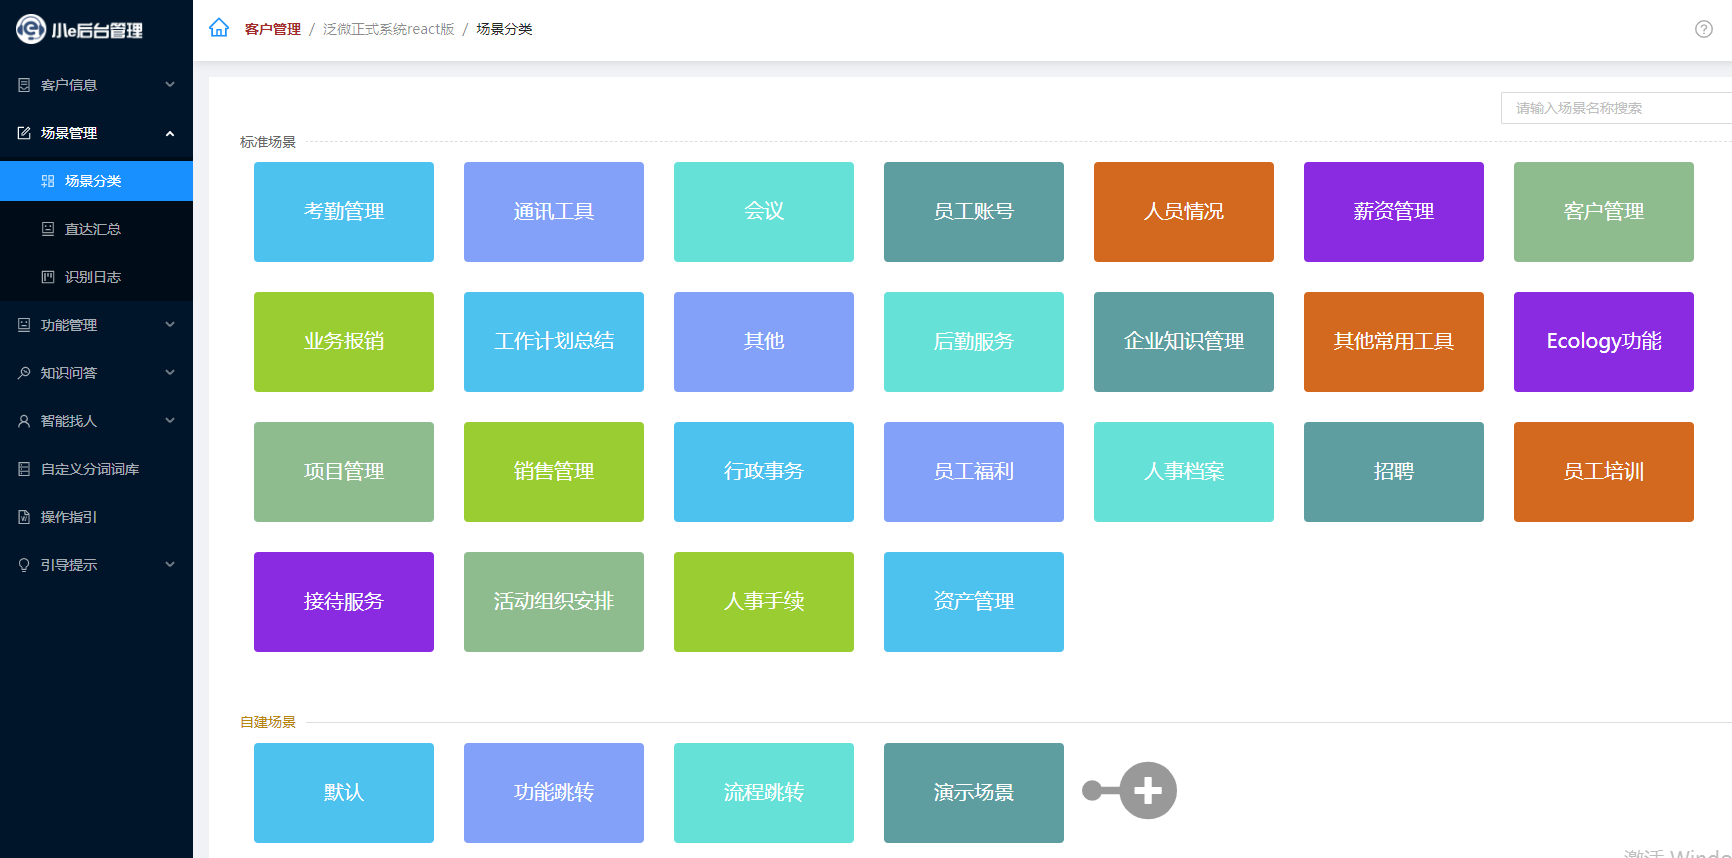 小e后台管理
客户管理 / 泛微正式系统react版 / 场景分类
客户信息
场景管理
场景分类
直达汇总
识别日志
功能管理
知识问答
智能找人
自定义分词词库
操作指引
引导提示
请输入场景名称搜索
标准场景
考勤管理 通讯工具 会议 员工账号 人员情况 薪资管理 客户管理
业务报销 工作计划总结 其他 后勤服务 企业知识管理 其他常用工具 Ecology功能
项目管理 销售管理 行政事务 员工福利 人事档案 招聘 员工培训
接待服务 活动组织安排 人事手续 资产管理
自建场景
默认 功能跳转 流程跳转 演示场景